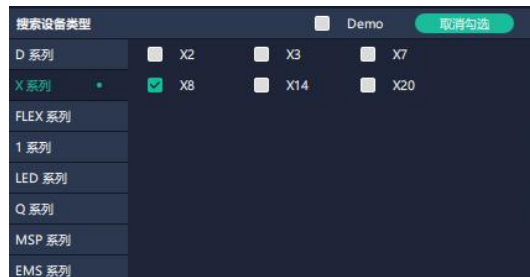 搜索设备类型 Demo 取消勾选
D 系列 X2 X3 X7
X 系列 X8 X14 X20
FLEX 系列
1 系列
LED 系列
Q 系列
MSP 系列
EMS 系列